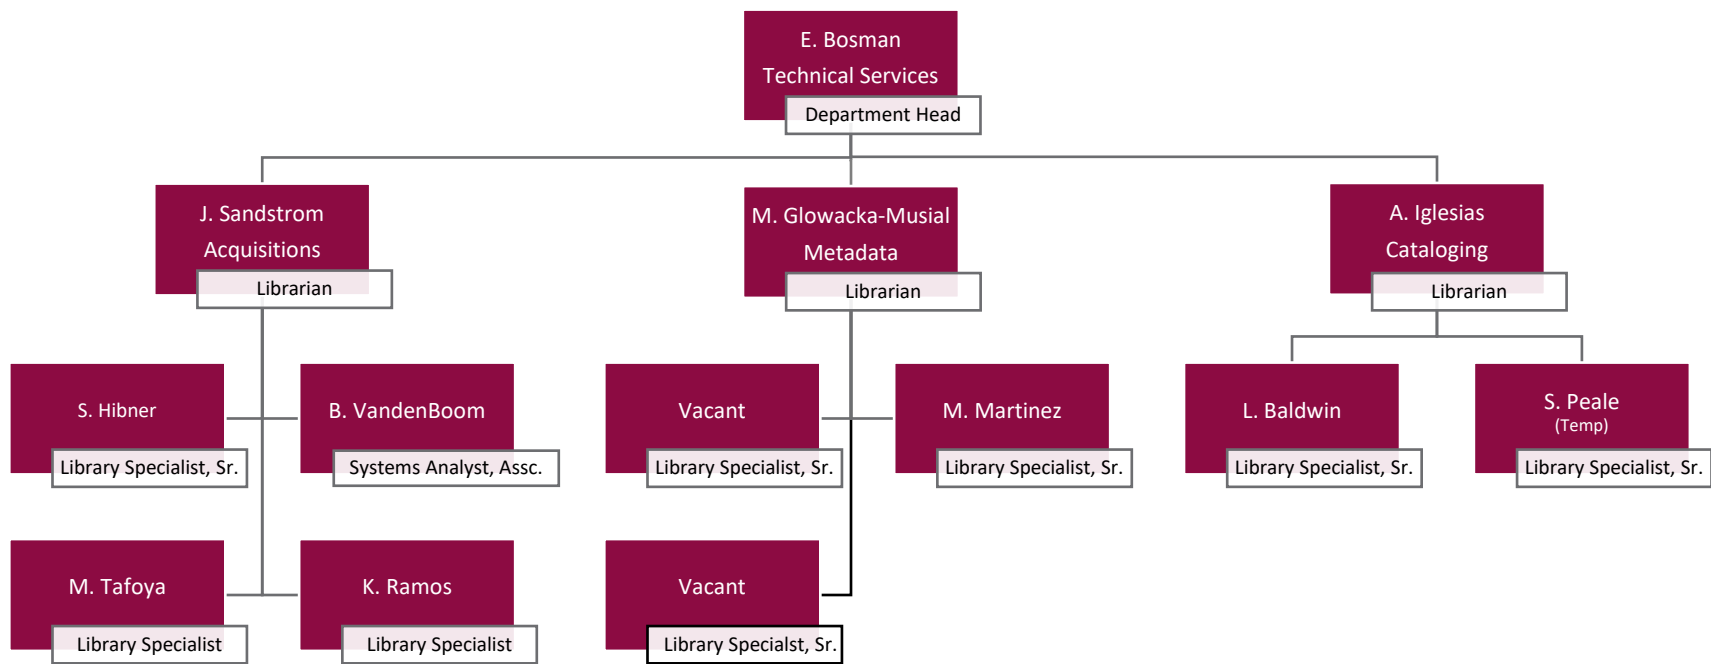 E. Bosman
Technical Services
Department Head
J. Sandstrom
Acquisitions
Librarian
M. Glowacka-Musial
Metadata
Librarian
A. Iglesias
Cataloging
Librarian
S. Hibner
Library Specialist, Sr.
B. VandenBoom
Systems Analyst, Assc.
Vacant
Library Specialist, Sr.
M. Martinez
Library Specialist, Sr.
L. Baldwin
Library Specialist, Sr.
S. Peale
(Temp)
Library Specialist, Sr.
M. Tafoya
Library Specialist
K. Ramos
Library Specialist
Vacant
Library Specialst, Sr.